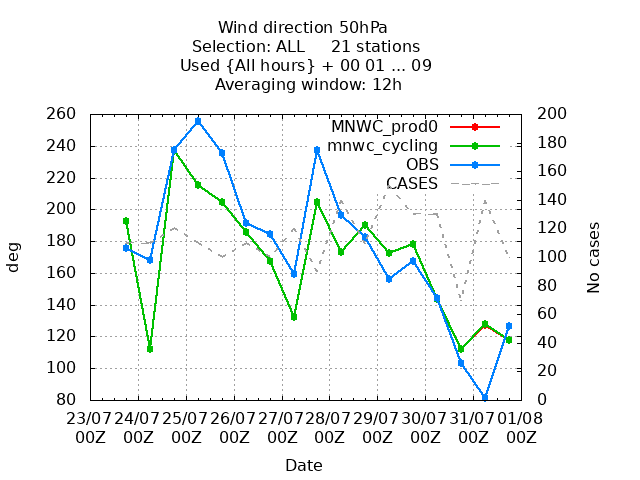 Wind direction 50hPa
Selection: ALL 21 stations
Used {All hours} + 00 01 ... 09
Averaging window: 12h
MNWC_prod0
mnwc_cycling
OBS
CASES
260
240
220
200
180
160
140
120
100
80
deg
200
180
160
140
120
100
80
60
40
20
0
No cases
23/07 24/07 25/07 26/07 27/07 28/07 29/07 30/07 31/07 01/08
00Z 00Z 00Z 00Z 00Z 00Z 00Z 00Z 00Z 00Z
Date